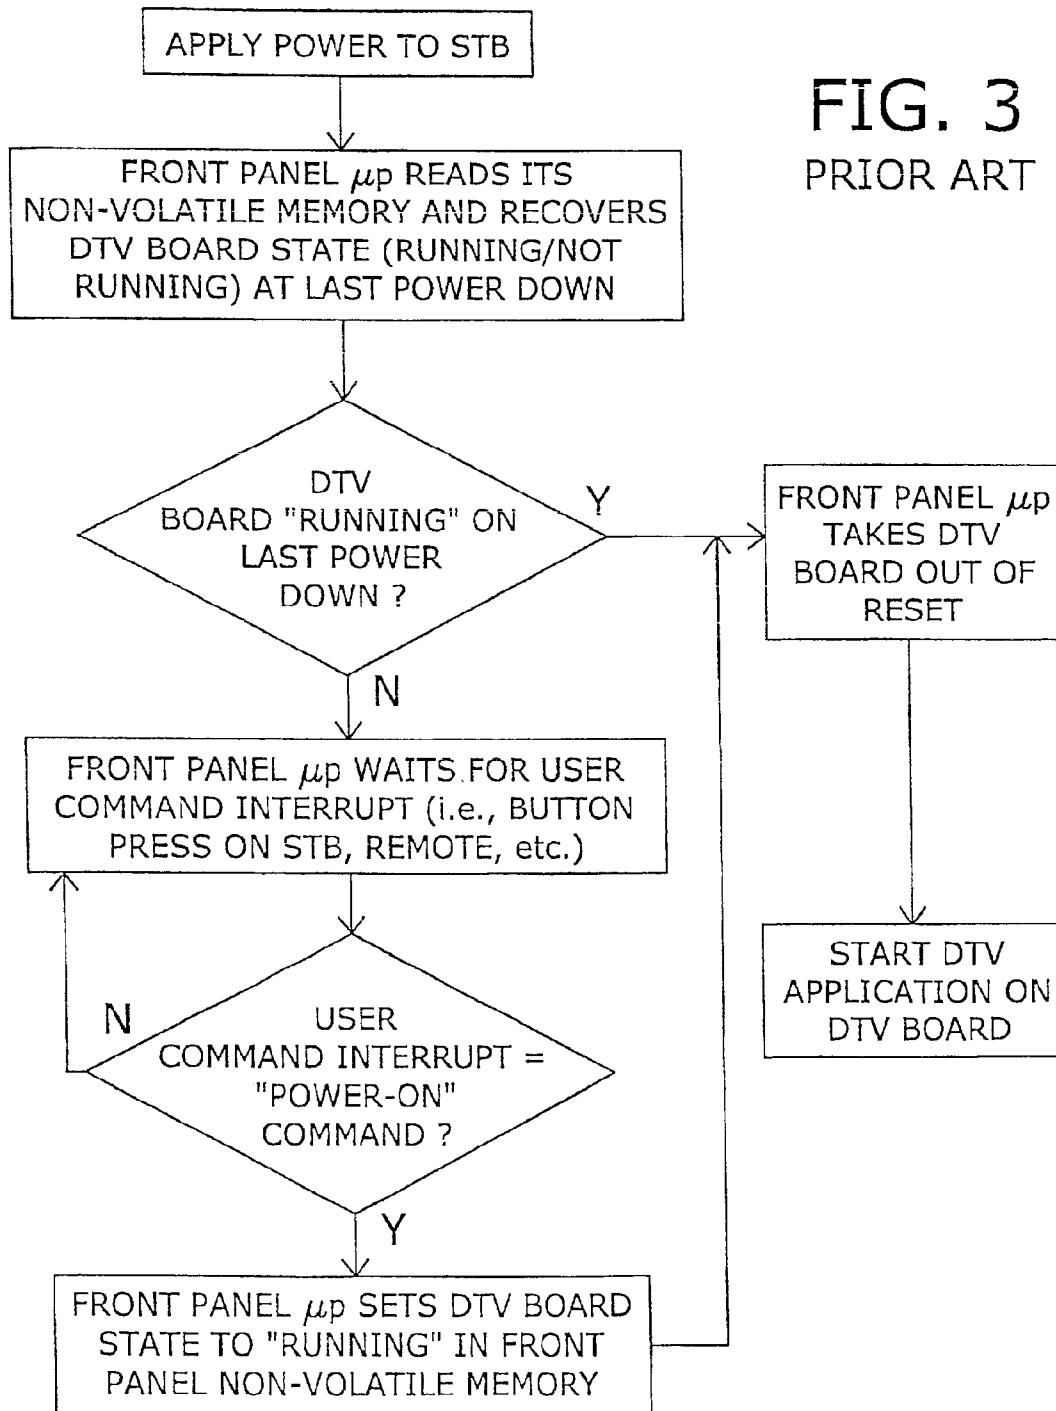 APPLY POWER TO STB
FIG. 3
PRIOR ART
FRONT PANEL µp READS ITS
NON-VOLATILE MEMORY AND RECOVERS
DTV BOARD STATE (RUNNING/NOT
RUNNING) AT LAST POWER DOWN
DTV
BOARD "RUNNING" ON
LAST POWER
DOWN ?
Y
N
FRONT PANEL µp
TAKES DTV
BOARD OUT OF
RESET
FRONT PANEL µp WAITS FOR USER
COMMAND INTERRUPT (i.e., BUTTON
PRESS ON STB, REMOTE, etc.)
START DTV
APPLICATION ON
DTV BOARD
N
USER
COMMAND INTERRUPT =
"POWER-ON"
COMMAND ?
Y
FRONT PANEL µp SETS DTV BOARD
STATE TO "RUNNING" IN FRONT
PANEL NON-VOLATILE MEMORY